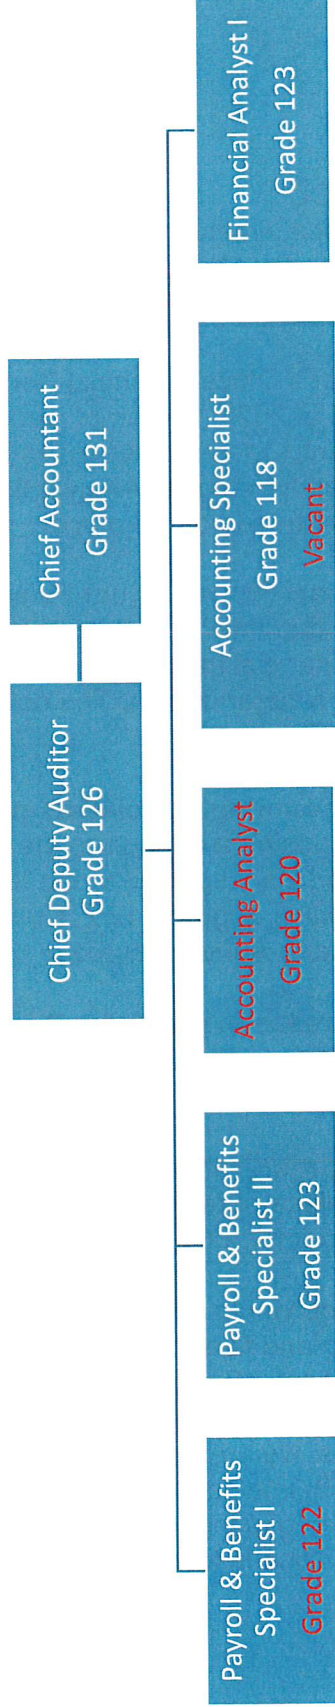 Chief Deputy Auditor
Grade 126
Chief Accountant
Grade 131
Payroll & Benefits
Specialist I
Grade 122
Payroll & Benefits
Specialist II
Grade 123
Accounting Analyst
Grade 120
Accounting Specialist
Grade 118
Vacant
Financial Analyst I
Grade 123